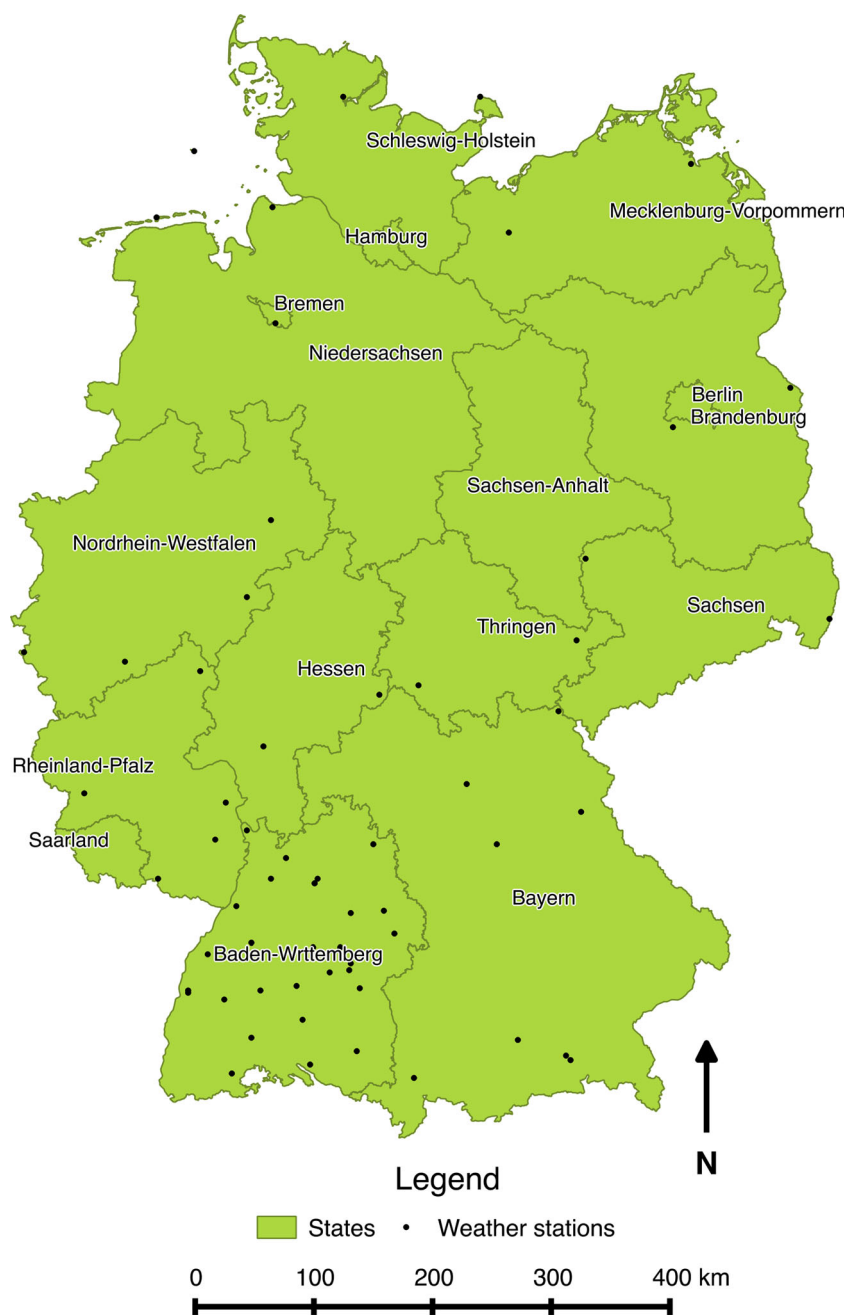 Schleswig-Holstein
Mecklenburg-Vorpommern
Hamburg
Bremen
Niedersachsen
Berlin
Brandenburg
Sachsen-Anhalt
Nordrhein-Westfalen
Sachsen
Thringen
Hessen
Rheinland-Pfalz
Saarland
Bayern
Baden-Wrttemberg
N
Legend
States
Weather stations
0 100 200 300 400 km